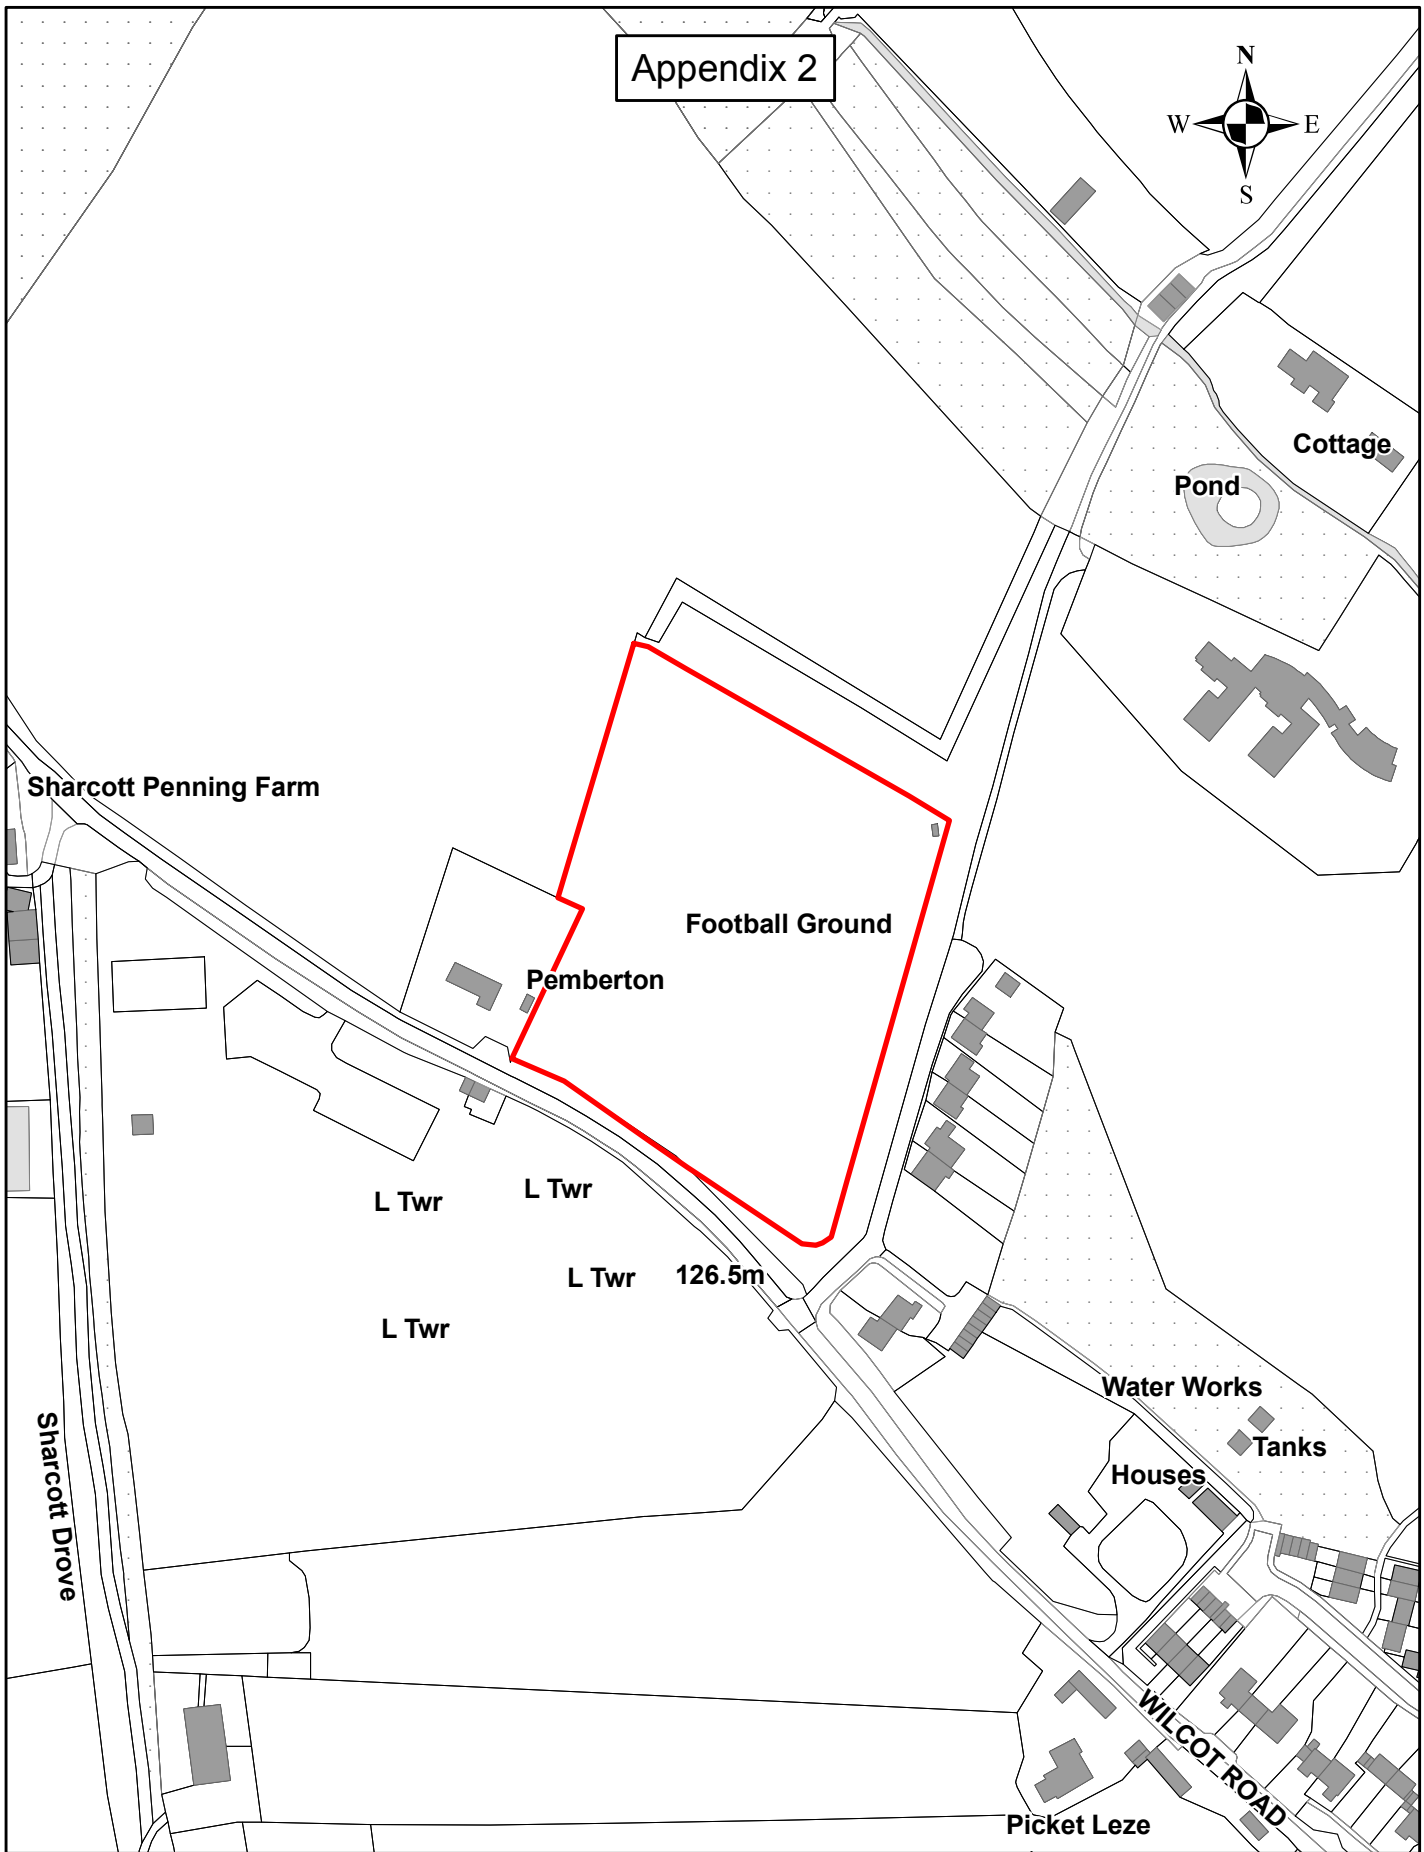 Appendix 2
N
W
E
S
Cottage
Pond
Sharcott Penning Farm
Football Ground
Pemberton
L Twr
L Twr
L Twr
126.5m
L Twr
Water Works
Tanks
Houses
Sharcott Drove
WILCOT ROAD
Picket Leze